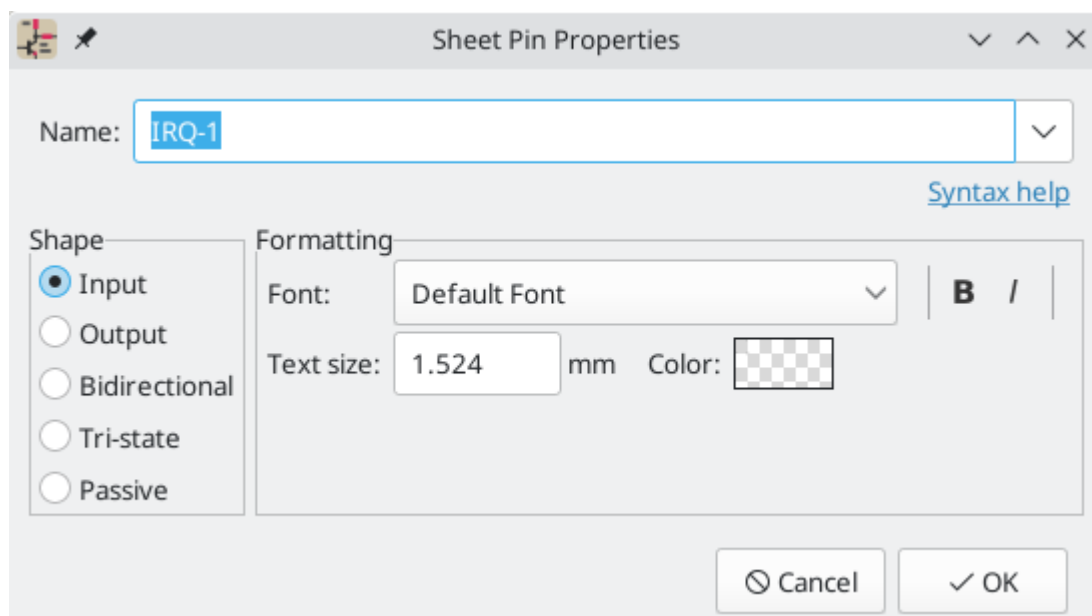 Sheet Pin Properties
Name: IRQ-1
Syntax help
Shape
Input
Output
Bidirectional
Tri-state
Passive
Formatting
Font: Default Font B I
Text size: 1.524 mm Color:
Cancel OK